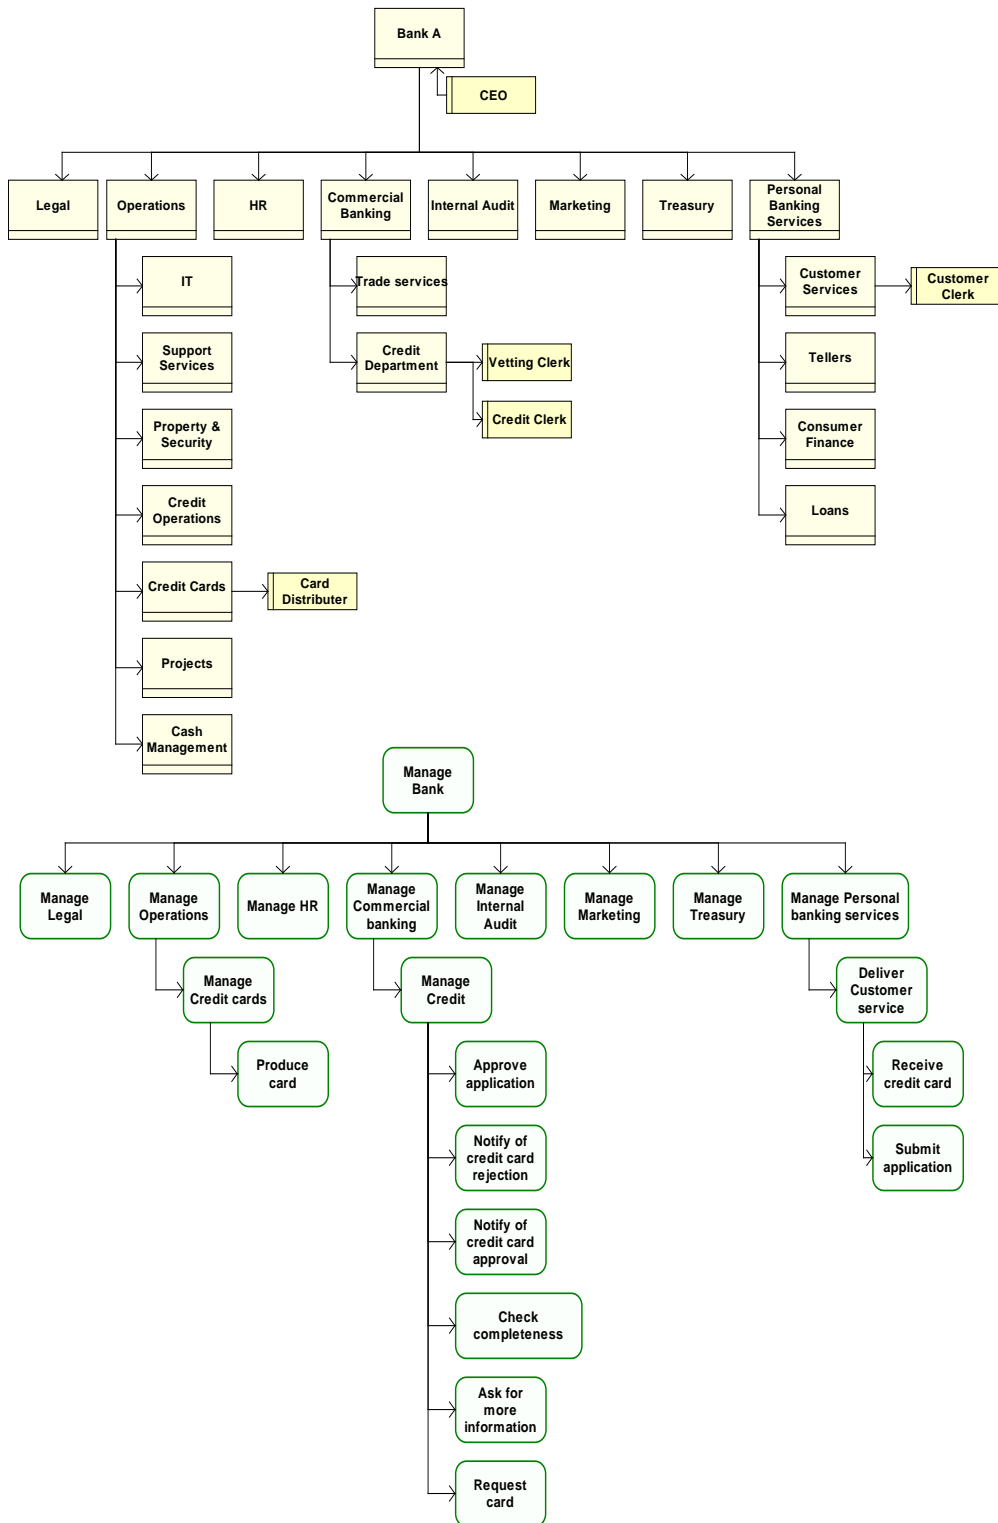 Bank A
CEO
Legal
Operations
HR
Commercial
Banking
Internal Audit
Marketing
Treasury
Personal
Banking
Services
IT
Trade services
Customer
Services
Customer
Clerk
Support
Services
Credit
Department
Vetting Clerk
Tellers
Credit Clerk
Property &
Security
Consumer
Finance
Credit
Operations
Loans
Credit Cards
Card
Distributer
Projects
Cash
Management
Manage
Bank
Manage
Legal
Manage
Operations
Manage HR
Manage
Commercial
banking
Manage
Internal
Audit
Manage
Marketing
Manage
Treasury
Manage Personal
banking services
Manage
Credit cards
Manage
Credit
Deliver
Customer
service
Produce
card
Approve
application
Receive
credit card
Notify of
credit card
rejection
Submit
application
Notify of
credit card
approval
Check
completeness
Ask for
more
information
Request
card